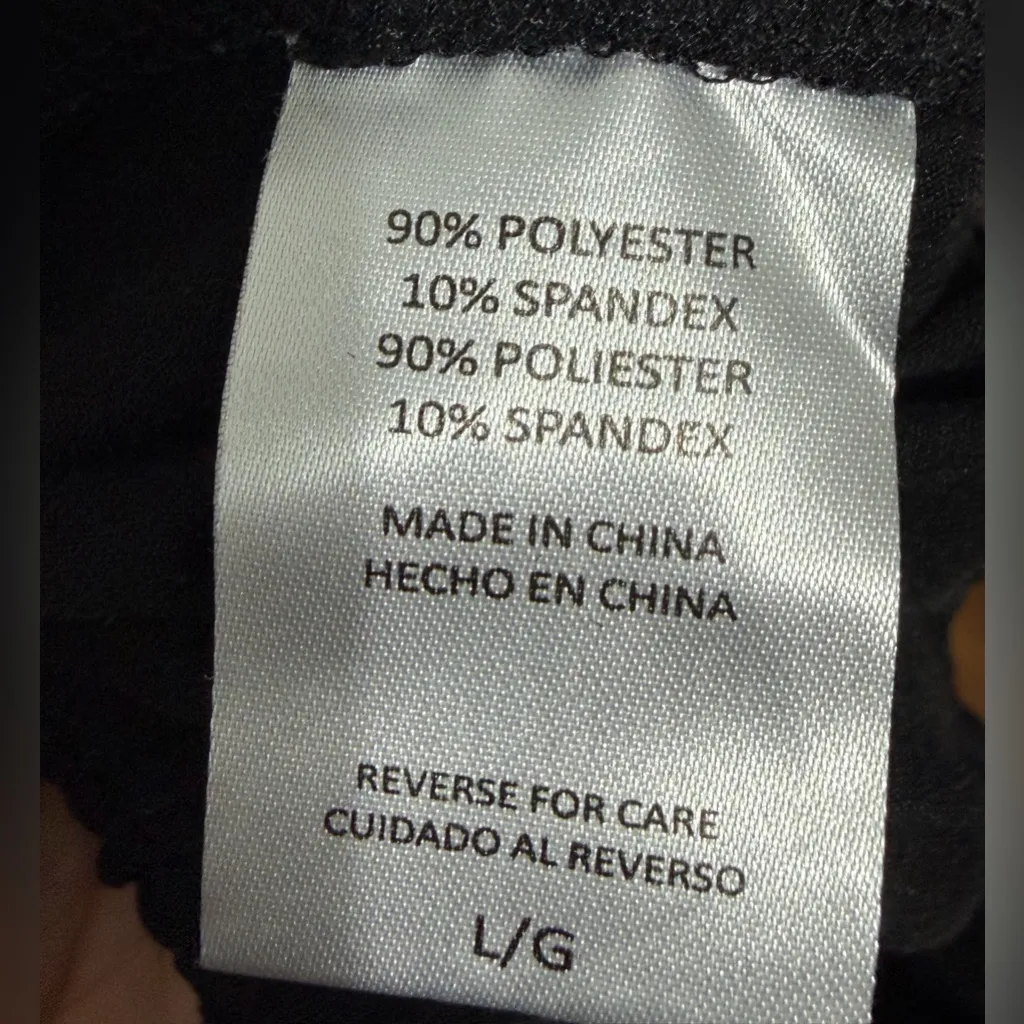 90% POLYESTER
10% SPANDEX
90% POLIESTER
10% SPANDEX
MADE IN CHINA
HECHO EN CHINA
REVERSE FOR CARE
CUIDADO AL REVERSO
L/G